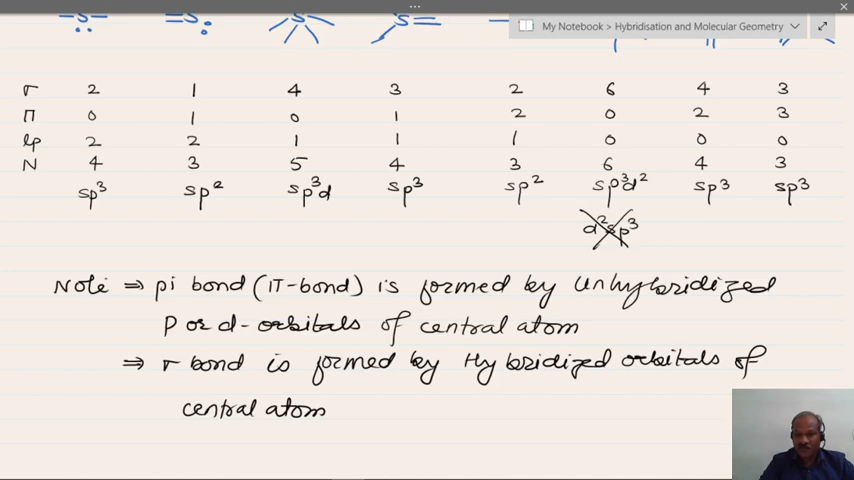 My Notebook > Hybridisation and Molecular Geometry
σ 2 1 4 3 2 6 4 3
π 0 1 0 1 2 0 2 3
lp 2 2 1 1 1 0 0 0
N 4 3 5 4 3 6 4 3
sp³ sp² sp³d sp³ sp² sp³d² sp³ sp³
d²sp³
Note ⇒ pi bond (π-bond) is formed by Unhybridized
p or d-orbitals of central atom
⇒ σ bond is formed by Hybridized orbitals of
central atom